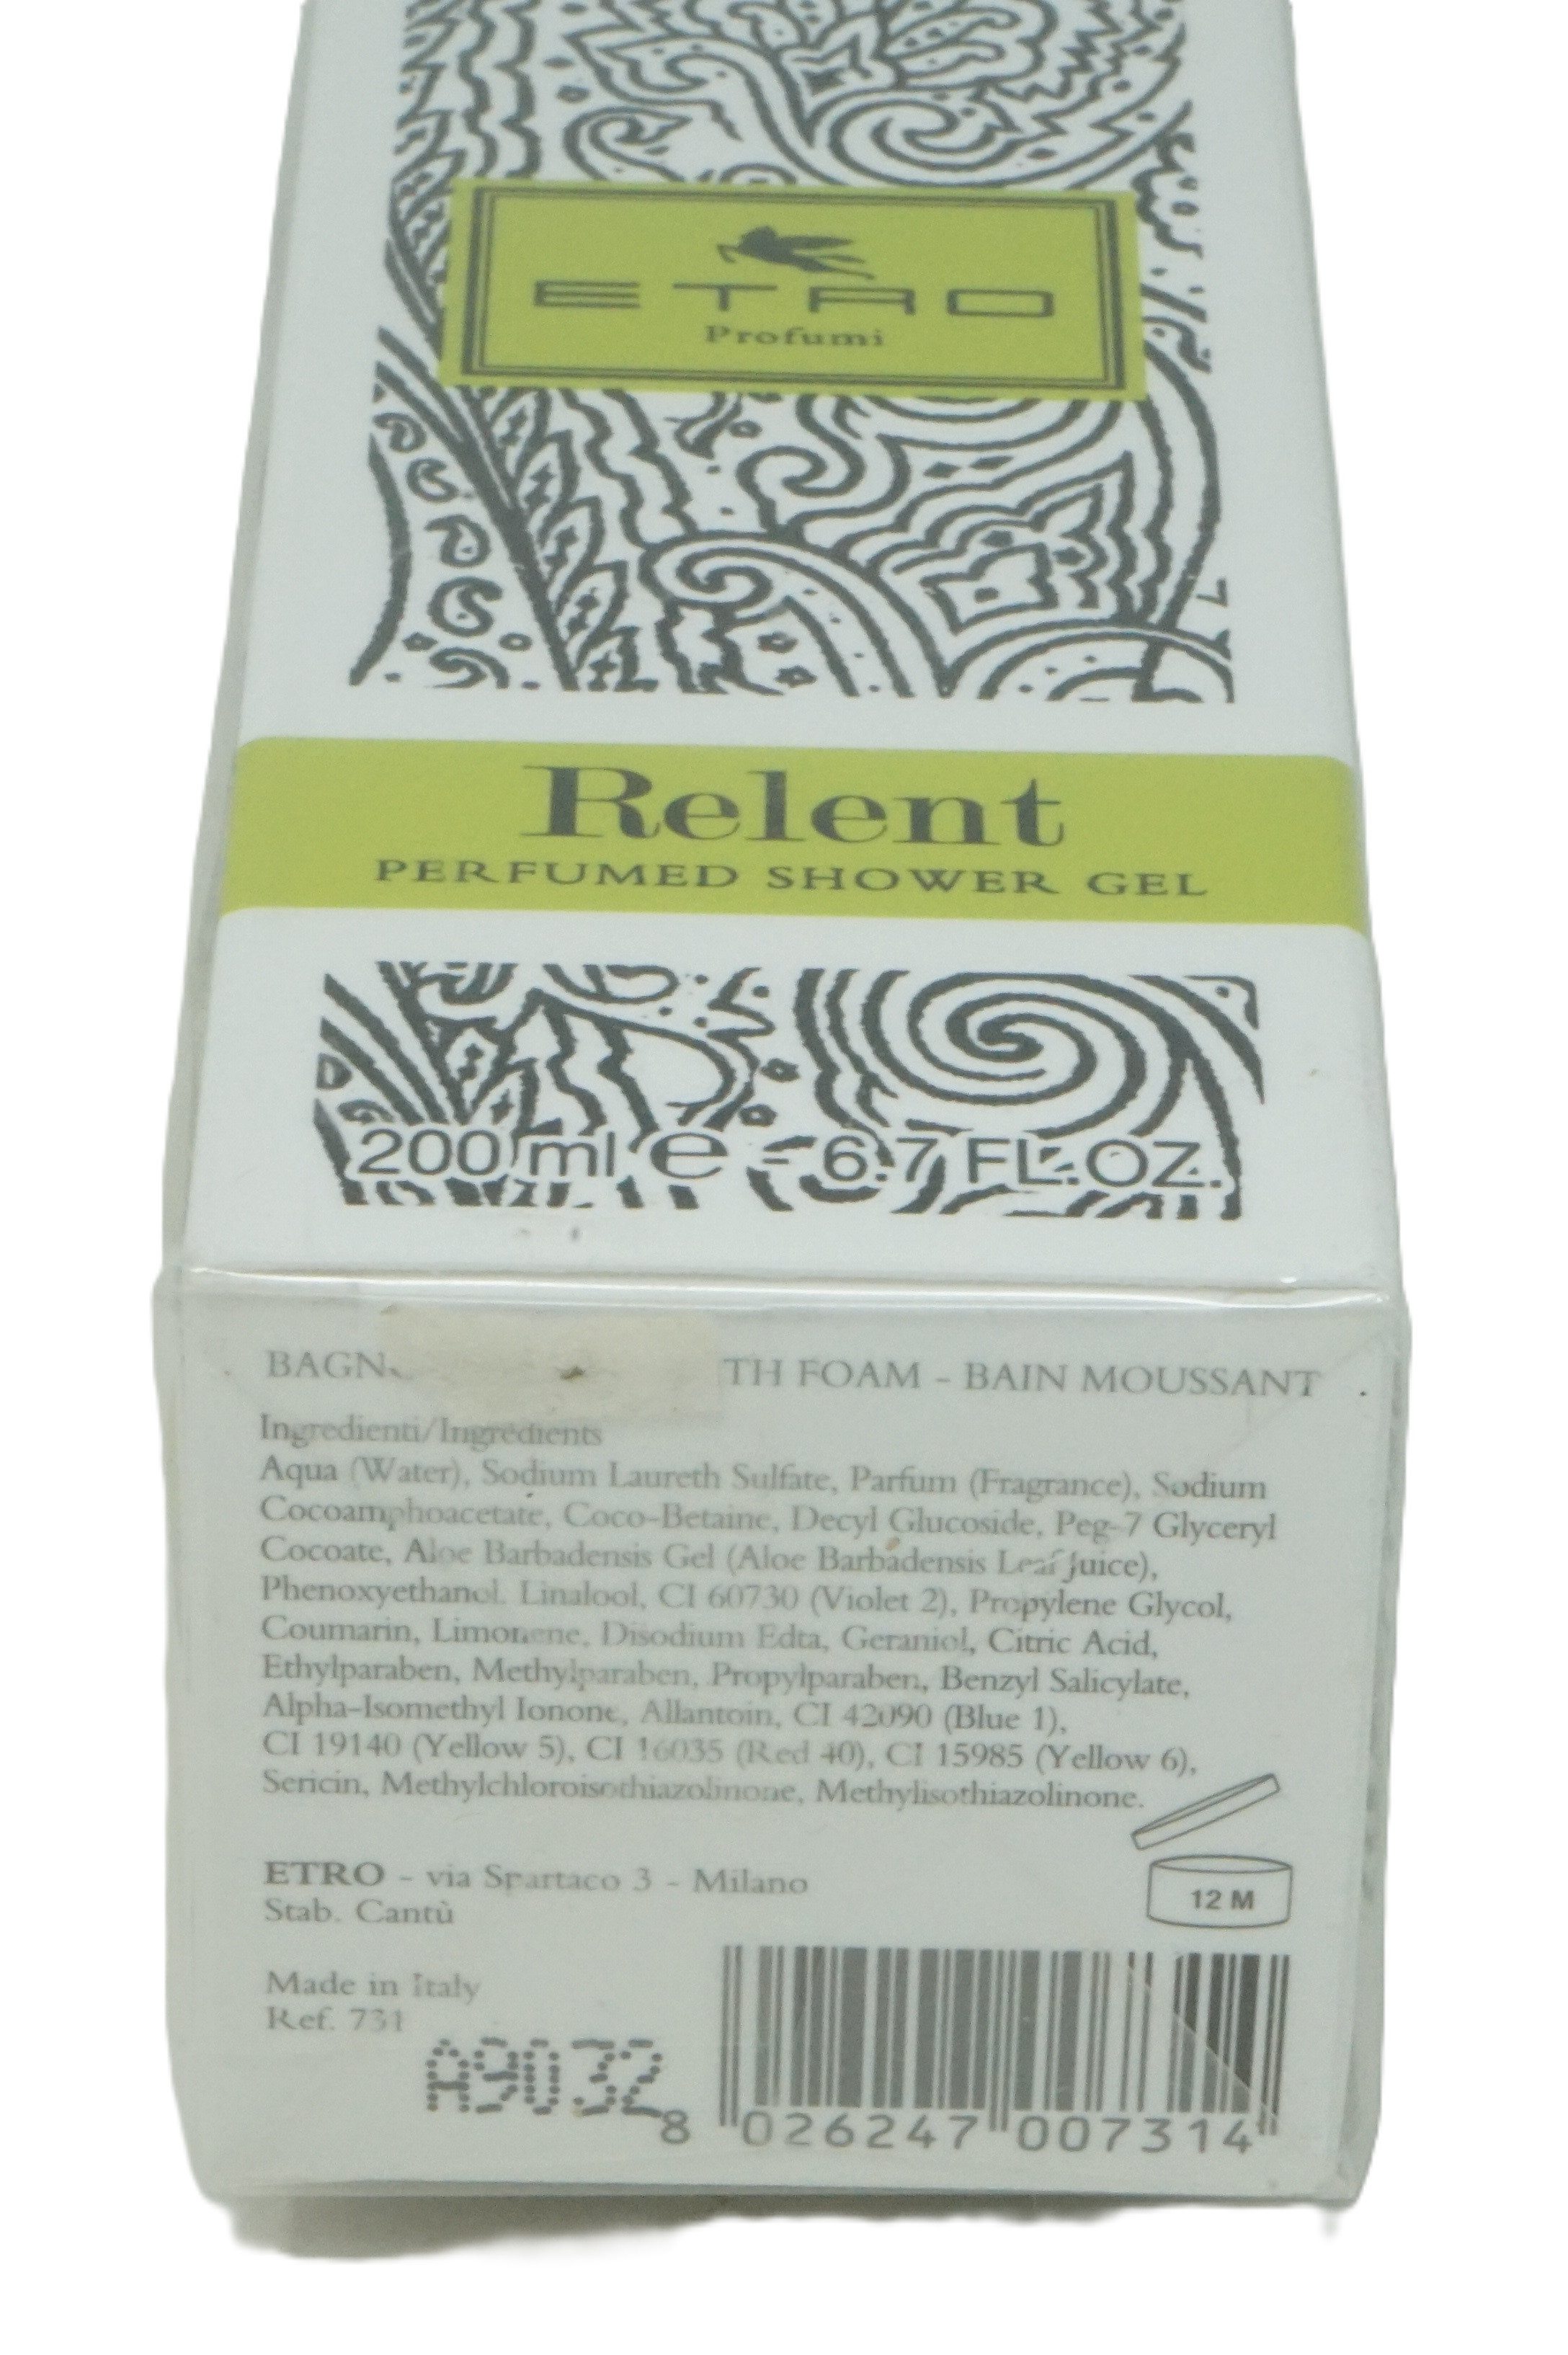 ETRO
Profumi
Relent
PERFUMED SHOWER GEL
200 ml e - 6.7 FL.OZ.
FOAM - BAIN MOUSSANT
Ingredienti/Ingredients
Aqua (Water), Sodium Laureth Sulfate, Parfum (Fragrance), Sodium
Cocoamphoacetate, Coco-Betaine, Decyl Glucoside, Peg-7 Glyceryl
Cocoate, Aloe Barbadensis Gel (Aloe Barbadensis Leaf Juice),
Phenoxyethanol, Linalool, CI 60730 (Violet 2), Propylene Glycol,
Coumarin, Limonene, Disodium Edta, Geraniol, Citric Acid,
Ethylparaben, Methylparaben, Propylparaben, Benzyl Salicylate,
Alpha-Isomethyl Ionone, Allantoin, CI 42090 (Blue 1),
CI 19140 (Yellow 5), CI 16035 (Red 40), CI 15985 (Yellow 6),
Sericin, Methylchloroisothiazolinone, Methylisothiazolinone.
12 M
ETRO - via Spartaco 3 - Milano
Stab. Cantù
Made in Italy
Ref. 731
A9032
8 026247 007314